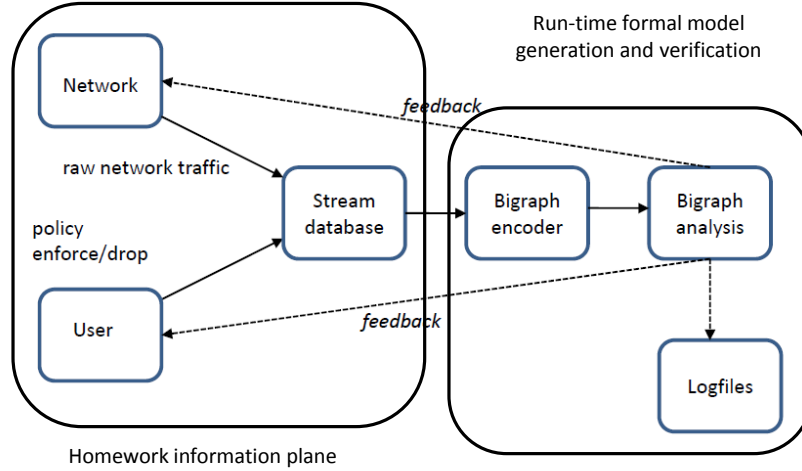 Run-time formal model
generation and verification
Network
feedback
raw network traffic
Stream
database
Bigraph
encoder
Bigraph
analysis
policy
enforce/drop
User
feedback
Logfiles
Homework information plane